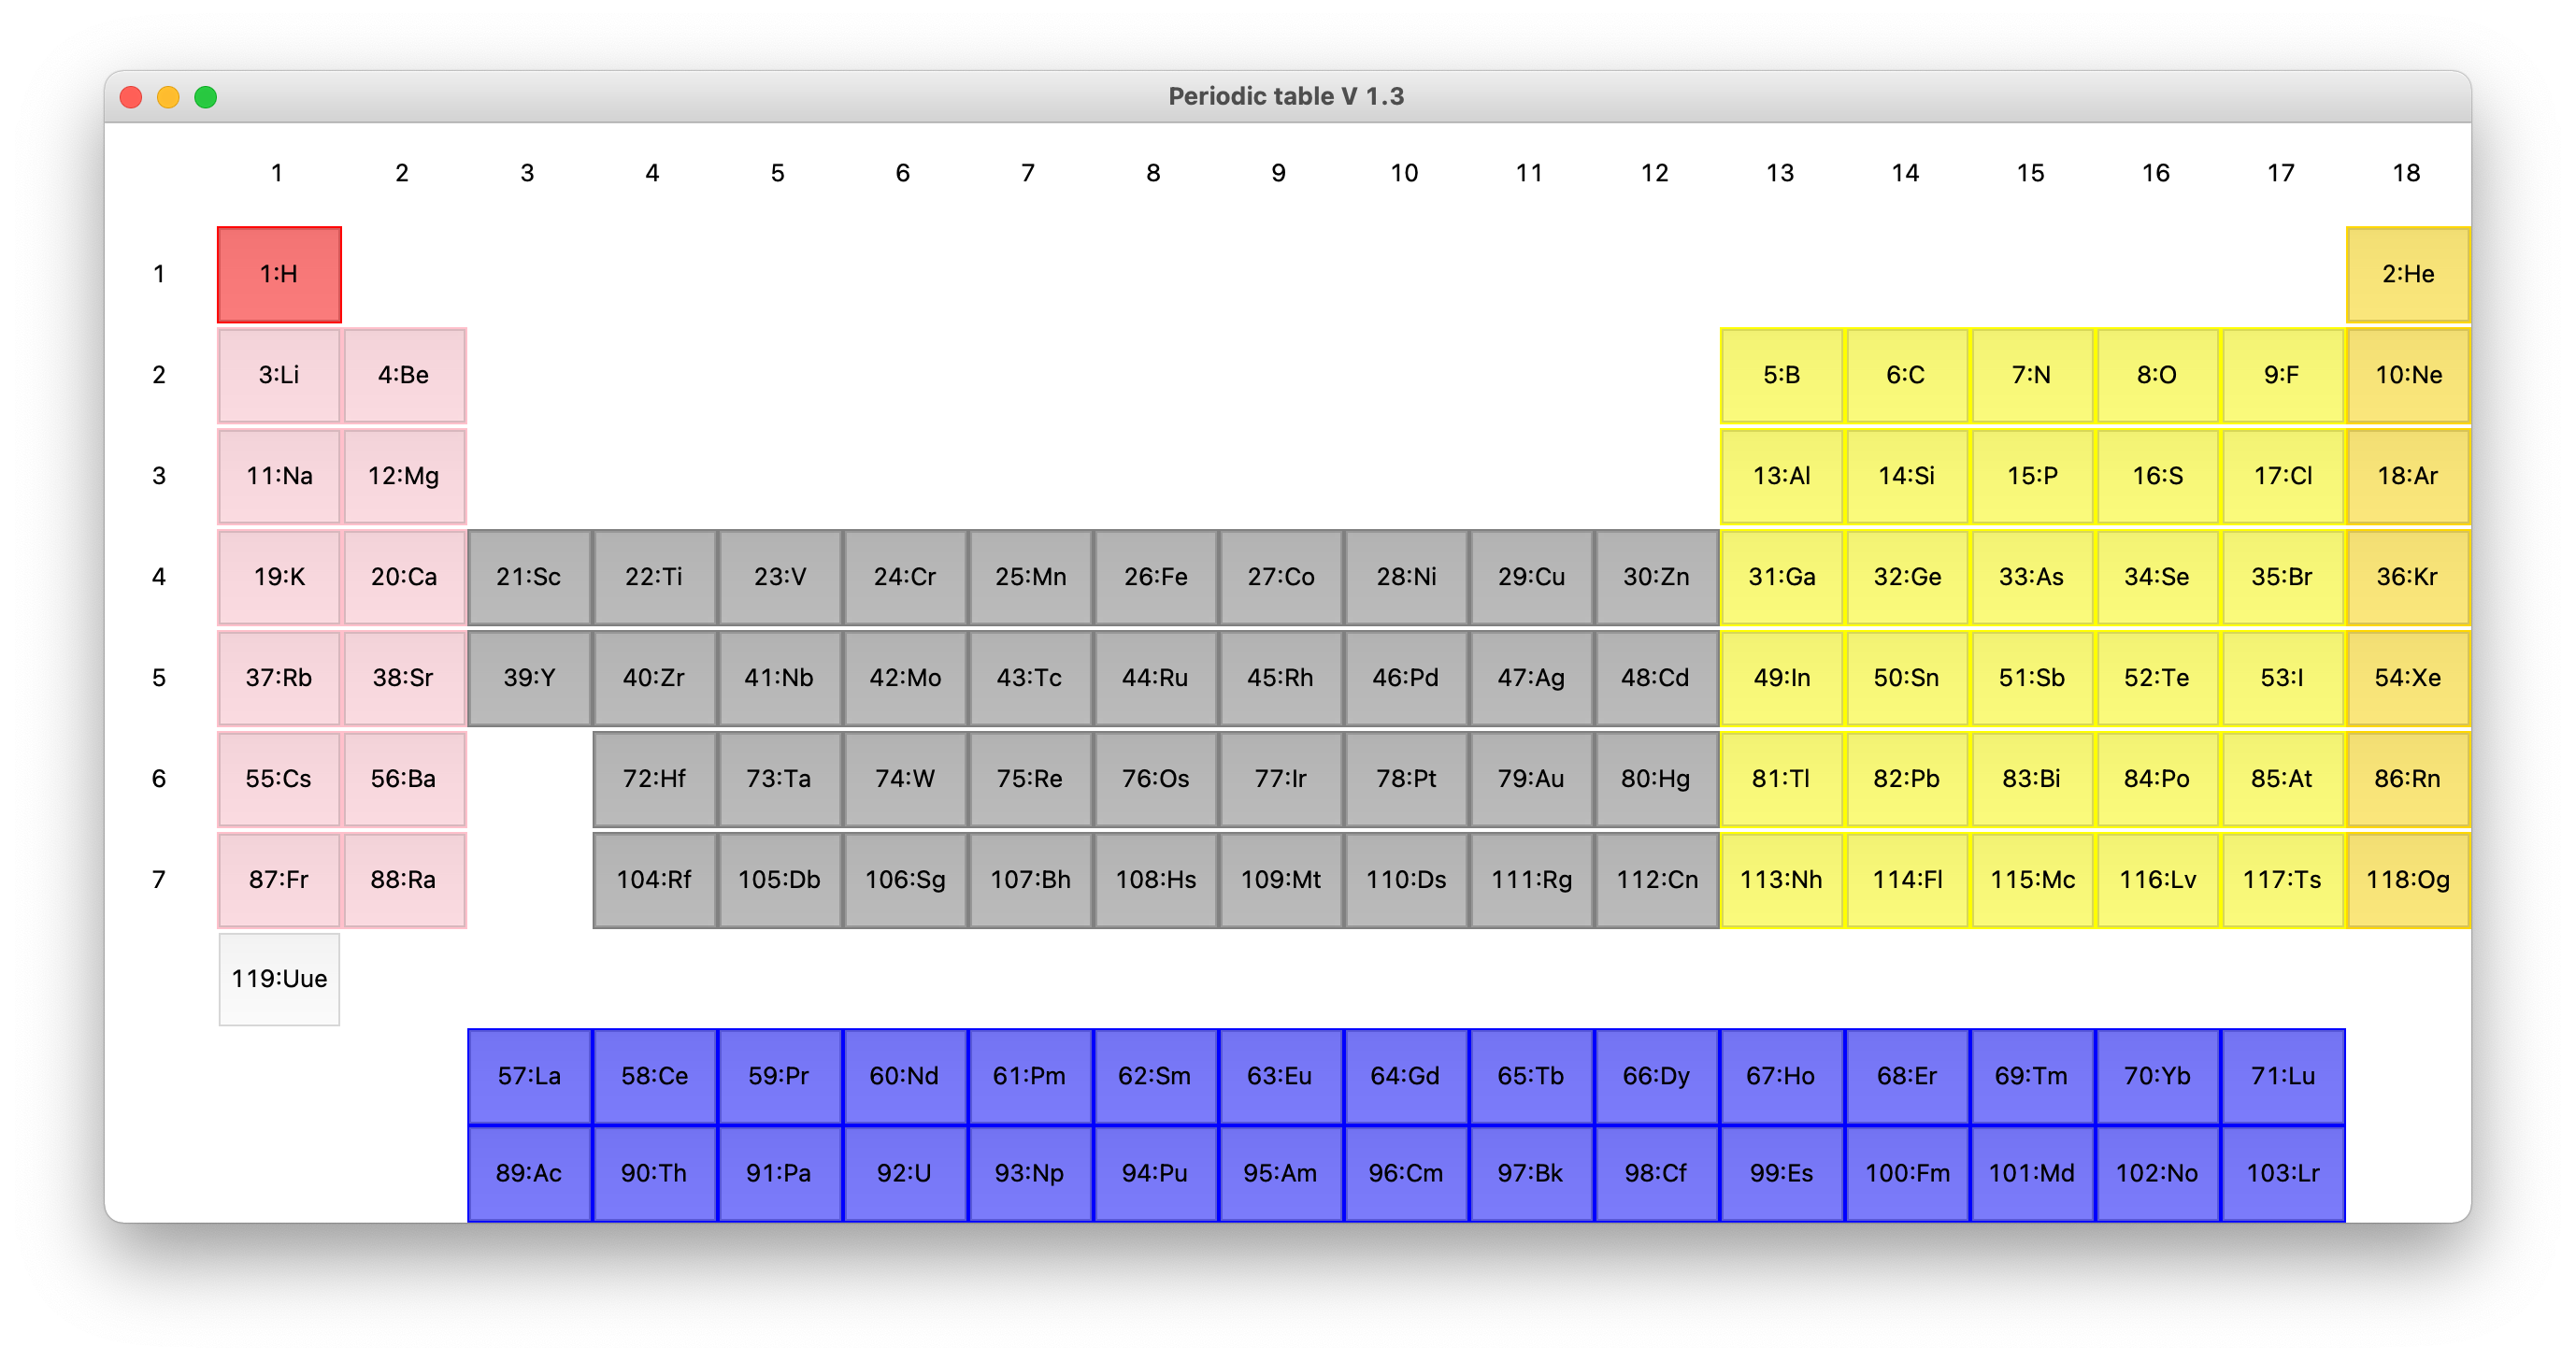 Periodic table V 1.3
1 2 3 4 5 6 7 8 9 10 11 12 13 14 15 16 17 18
1 1:H 2:He
2 3:Li 4:Be 5:B 6:C 7:N 8:O 9:F 10:Ne
3 11:Na 12:Mg 13:Al 14:Si 15:P 16:S 17:Cl 18:Ar
4 19:K 20:Ca 21:Sc 22:Ti 23:V 24:Cr 25:Mn 26:Fe 27:Co 28:Ni 29:Cu 30:Zn 31:Ga 32:Ge 33:As 34:Se 35:Br 36:Kr
5 37:Rb 38:Sr 39:Y 40:Zr 41:Nb 42:Mo 43:Tc 44:Ru 45:Rh 46:Pd 47:Ag 48:Cd 49:In 50:Sn 51:Sb 52:Te 53:I 54:Xe
6 55:Cs 56:Ba 72:Hf 73:Ta 74:W 75:Re 76:Os 77:Ir 78:Pt 79:Au 80:Hg 81:Tl 82:Pb 83:Bi 84:Po 85:At 86:Rn
7 87:Fr 88:Ra 104:Rf 105:Db 106:Sg 107:Bh 108:Hs 109:Mt 110:Ds 111:Rg 112:Cn 113:Nh 114:Fl 115:Mc 116:Lv 117:Ts 118:Og
119:Uue
57:La 58:Ce 59:Pr 60:Nd 61:Pm 62:Sm 63:Eu 64:Gd 65:Tb 66:Dy 67:Ho 68:Er 69:Tm 70:Yb 71:Lu
89:Ac 90:Th 91:Pa 92:U 93:Np 94:Pu 95:Am 96:Cm 97:Bk 98:Cf 99:Es 100:Fm 101:Md 102:No 103:Lr